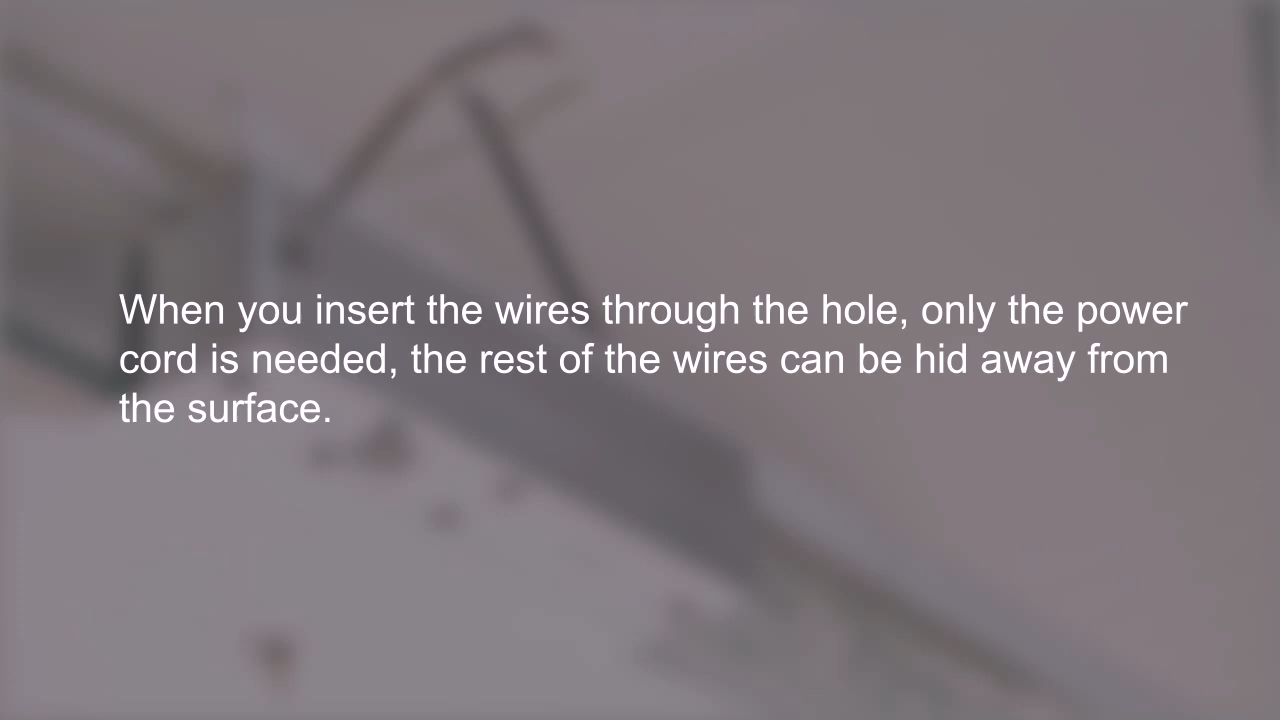 When you insert the wires through the hole, only the power
cord is needed, the rest of the wires can be hid away from
the surface.